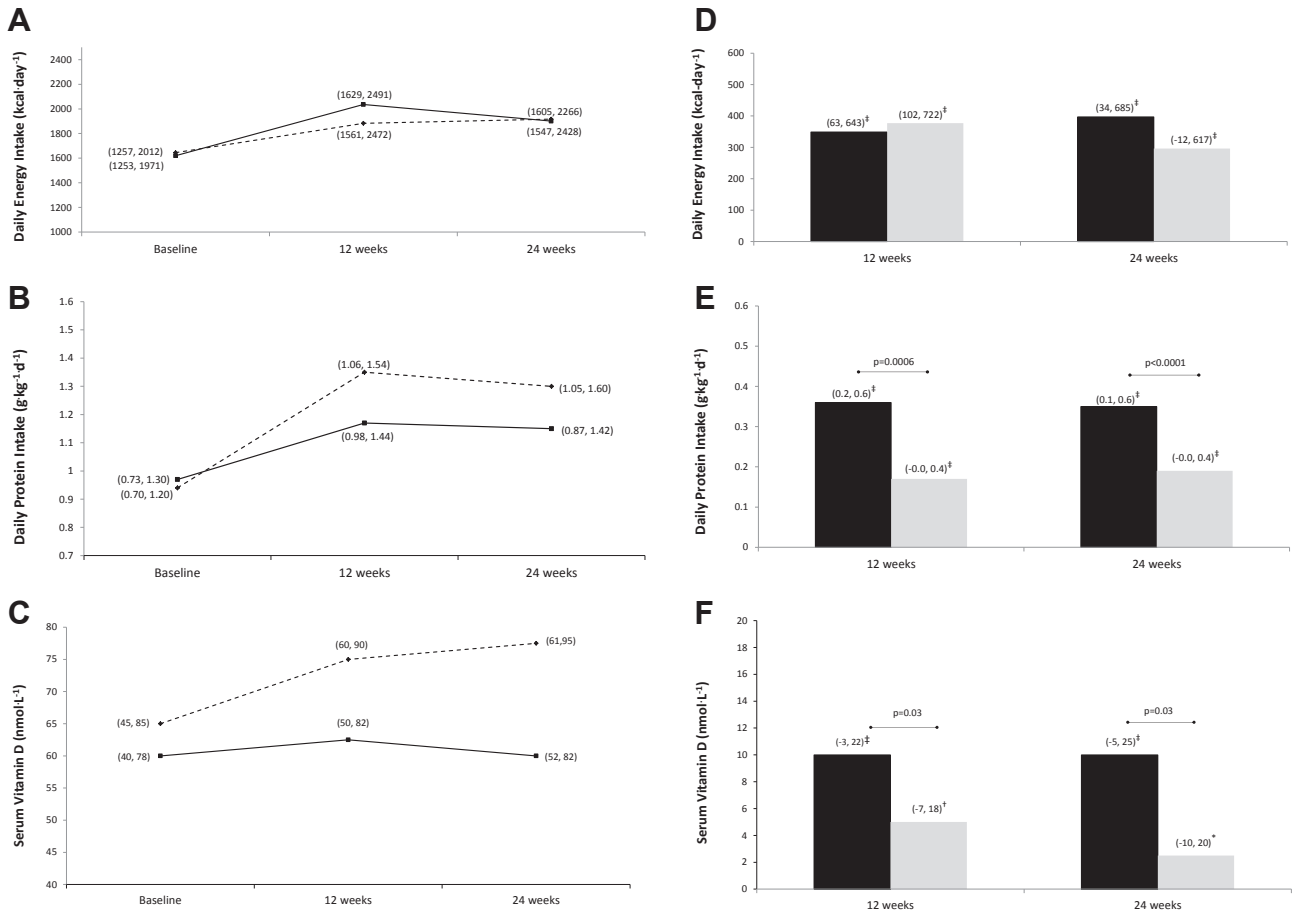 A
Daily Energy Intake (kcal·day⁻¹)
2400
2200
2000
1800
1600
1400
1200
1000
(1257, 2012)
(1253, 1971)
(1629, 2491)
(1561, 2472)
(1605, 2266)
(1547, 2428)
Baseline
12 weeks
24 weeks
D
Daily Energy Intake (kcal-day⁻¹)
600
500
400
300
200
100
0
(63, 643)‡
(102, 722)‡
(34, 685)‡
(-12, 617)‡
12 weeks
24 weeks
B
Daily Protein Intake (g·kg⁻¹·d⁻¹)
1.6
1.5
1.4
1.3
1.2
1.1
1
0.9
0.8
0.7
(0.73, 1.30)
(0.70, 1.20)
(1.06, 1.54)
(0.98, 1.44)
(1.05, 1.60)
(0.87, 1.42)
Baseline
12 weeks
24 weeks
E
Daily Protein Intake (g·kg⁻¹·d⁻¹)
0.6
0.5
0.4
0.3
0.2
0.1
0
p=0.0006
(0.2, 0.6)‡
(-0.0, 0.4)‡
p<0.0001
(0.1, 0.6)‡
(-0.0, 0.4)‡
12 weeks
24 weeks
C
Serum Vitamin D (nmol·L⁻¹)
80
75
70
65
60
55
50
45
40
(45, 85)
(40, 78)
(60, 90)
(50, 82)
(61,95)
(52, 82)
Baseline
12 weeks
24 weeks
F
Serum Vitamin D (nmol·L⁻¹)
20
18
16
14
12
10
8
6
4
2
0
p=0.03
(-3, 22)‡
(-7, 18)†
p=0.03
(-5, 25)‡
(-10, 20)*
12 weeks
24 weeks